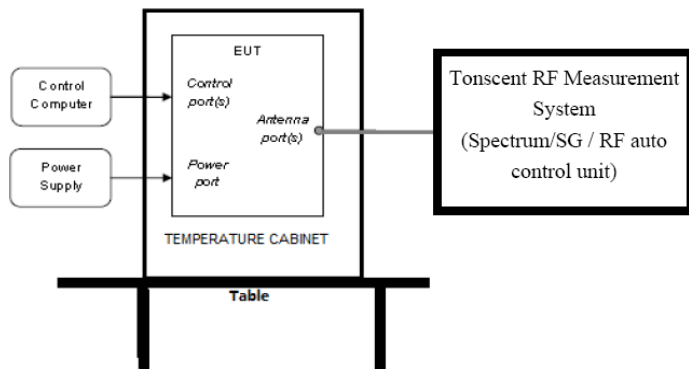 EUT
Control
Computer
Control
port(s)
Antenna
port(s)
Power
Supply
Power
port
TEMPERATURE CABINET
Table
Tonscent RF Measurement
System
(Spectrum/SG / RF auto
control unit)